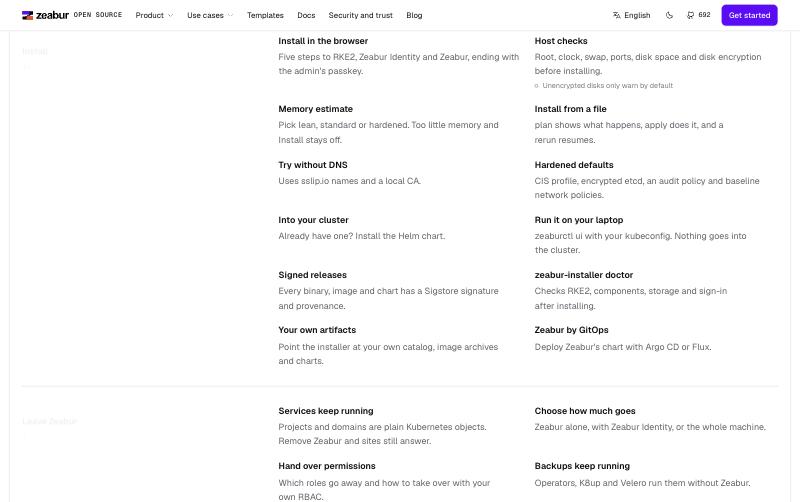 zeabur OPEN SOURCE Product Use cases Templates Docs Security and trust Blog English 692 Get started
Install
Install in the browser
Five steps to RKE2, Zeabur Identity and Zeabur, ending with
the admin's passkey.
Host checks
Root, clock, swap, ports, disk space and disk encryption
before installing.
Unencrypted disks only warn by default
Memory estimate
Pick lean, standard or hardened. Too little memory and
Install stays off.
Install from a file
plan shows what happens, apply does it, and a
rerun resumes.
Try without DNS
Uses sslip.io names and a local CA.
Hardened defaults
CIS profile, encrypted etcd, an audit policy and baseline
network policies.
Into your cluster
Already have one? Install the Helm chart.
Run it on your laptop
zeaburctl ui with your kubeconfig. Nothing goes into
the cluster.
Signed releases
Every binary, image and chart has a Sigstore signature
and provenance.
zeabur-installer doctor
Checks RKE2, components, storage and sign-in
after installing.
Your own artifacts
Point the installer at your own catalog, image archives
and charts.
Zeabur by GitOps
Deploy Zeabur's chart with Argo CD or Flux.
Leave Zeabur
Services keep running
Projects and domains are plain Kubernetes objects.
Remove Zeabur and sites still answer.
Choose how much goes
Zeabur alone, with Zeabur Identity, or the whole machine.
Hand over permissions
Which roles go away and how to take over with your
own RBAC.
Backups keep running
Operators, K8up and Velero run them without Zeabur.